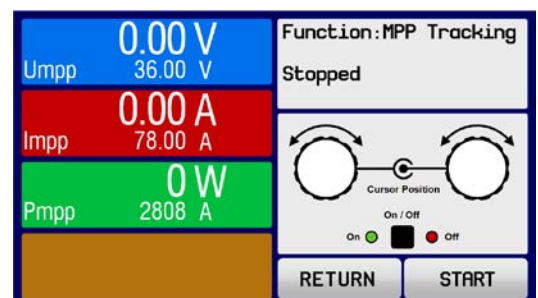 0.00 V
Umpp 36.00 V
0.00 A
Impp 78.00 A
0 W
Pmpp 2808 A
Function:MPP Tracking
Stopped
Cursor Position
On / Off
On Off
RETURN START